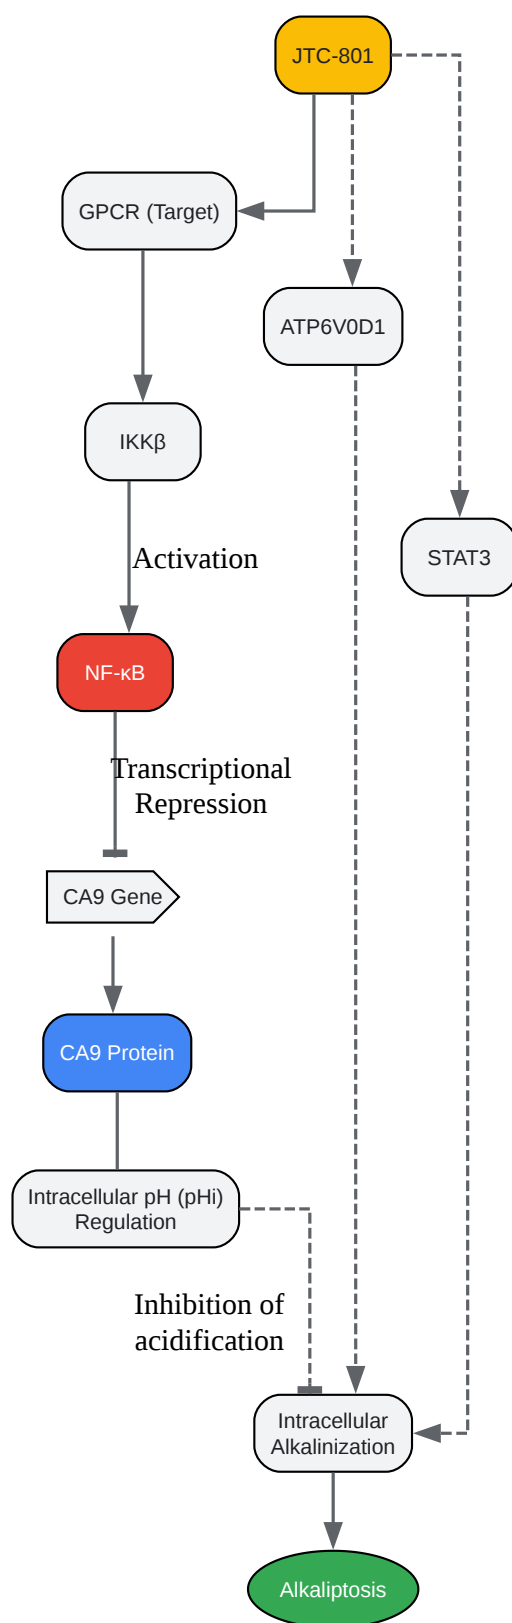 JTC-801
GPCR (Target)
ATP6V0D1
IKKβ
STAT3
Activation
NF-κB
Transcriptional
Repression
CA9 Gene
CA9 Protein
Intracellular pH (pHi)
Regulation
Inhibition of
acidification
Intracellular
Alkalinization
Alkaliptosis